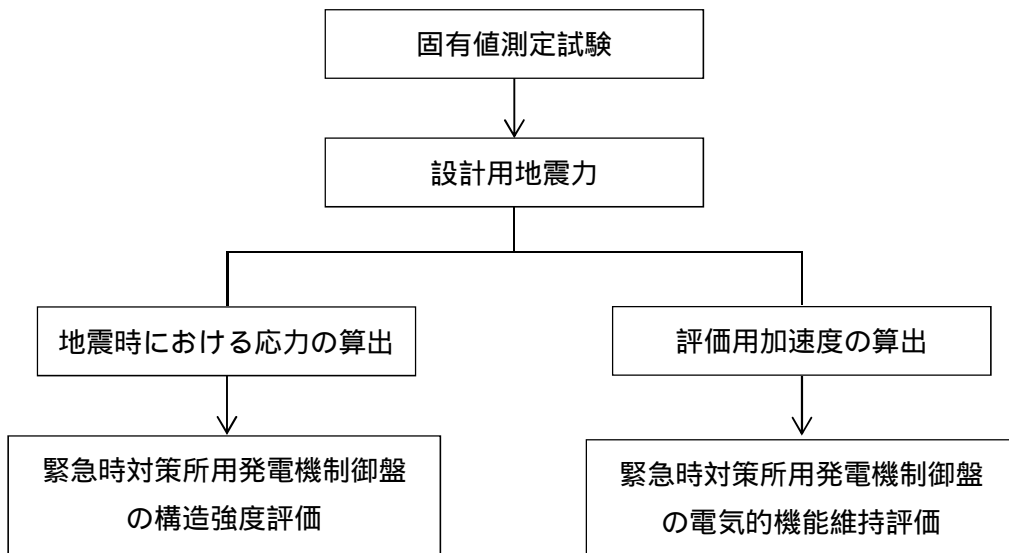 固有値測定試験
設計用地震力
地震時における応力の算出
評価用加速度の算出
緊急時対策所用発電機制御盤
の構造強度評価
緊急時対策所用発電機制御盤
の電気的機能維持評価